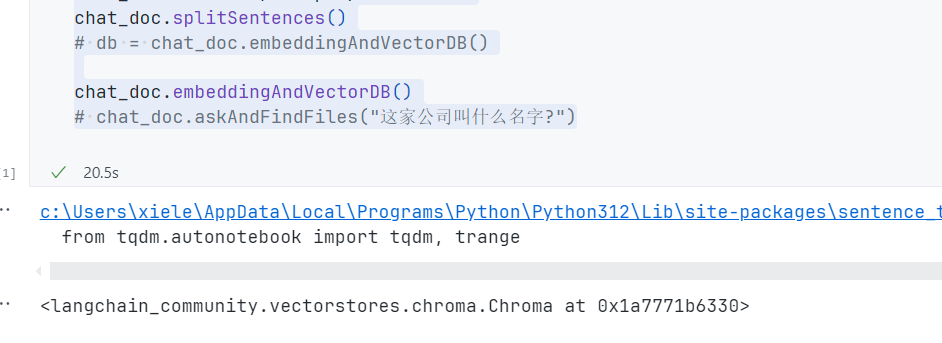 chat_doc.splitSentences()
# db = chat_doc.embeddingAndVectorDB()
chat_doc.embeddingAndVectorDB()
# chat_doc.askAndFindFiles("这家公司叫什么名字?")
1]
20.5s
c:\Users\xiele\AppData\Local\Programs\Python\Python312\Lib\site-packages\sentence_t
from tqdm.autonotebook import tqdm, trange
<langchain_community.vectorstores.chroma.Chroma at 0x1a7771b6330>